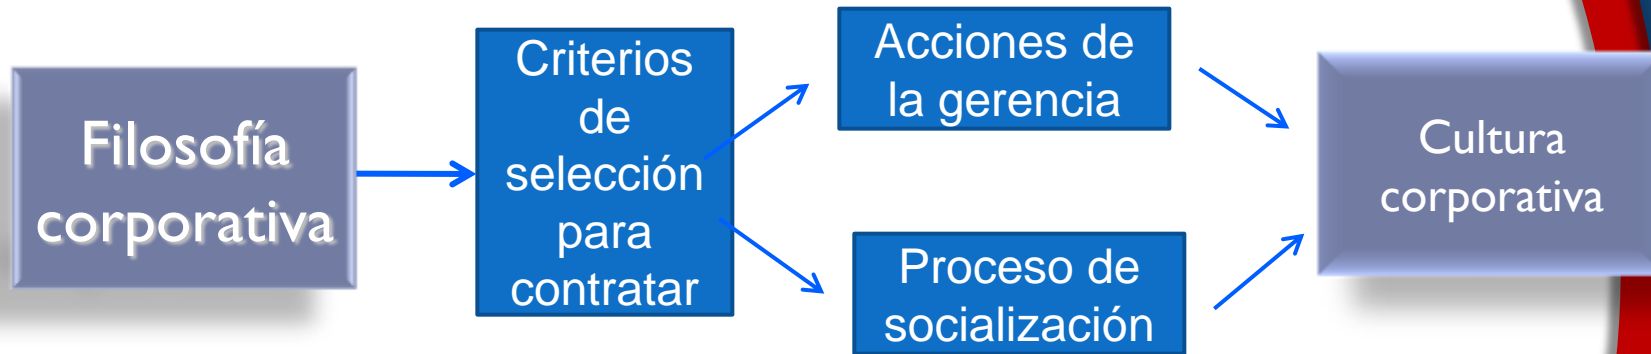 Filosofía
corporativa
Criterios
de
selección
para
contratar
Acciones de
la gerencia
Proceso de
socialización
Cultura
corporativa